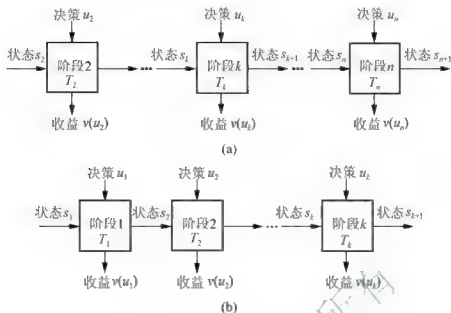 决策 u₂ 决策 uₖ 决策 uₙ
状态 s₂ 阶段2 T₂ ••• 状态 sₖ 阶段k Tₖ 状态 sₖ₊₁ ••• 状态 sₙ 阶段n Tₙ 状态 sₙ₊₁
收益 v(u₂) 收益 v(uₖ) 收益 v(uₙ)
(a)
决策 u₁ 决策 u₂ 决策 uₖ
状态 s₁ 阶段1 T₁ 状态 s₂ 阶段2 T₂ ••• 状态 sₖ 阶段k Tₖ 状态 sₖ₊₁
收益 v(u₁) 收益 v(u₂) 收益 v(uₖ)
(b)